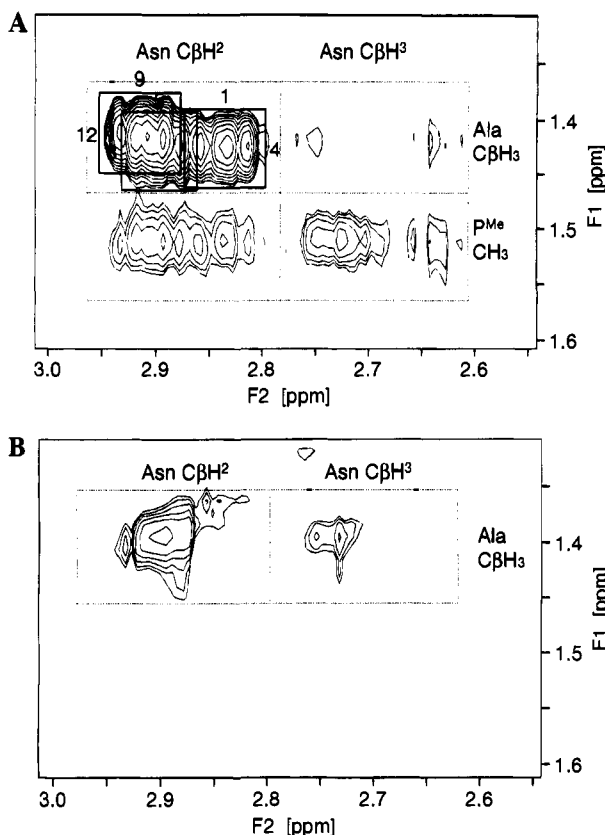 A
Asn CβH²
Asn CβH³
9
1
12
4
Ala
CβH₃
Pᴹᵉ
CH₃
1.4
1.5
1.6
F1 [ppm]
3.0 2.9 2.8 2.7 2.6
F2 [ppm]
B
Asn CβH²
Asn CβH³
Ala
CβH₃
1.4
1.5
1.6
F1 [ppm]
3.0 2.9 2.8 2.7 2.6
F2 [ppm]